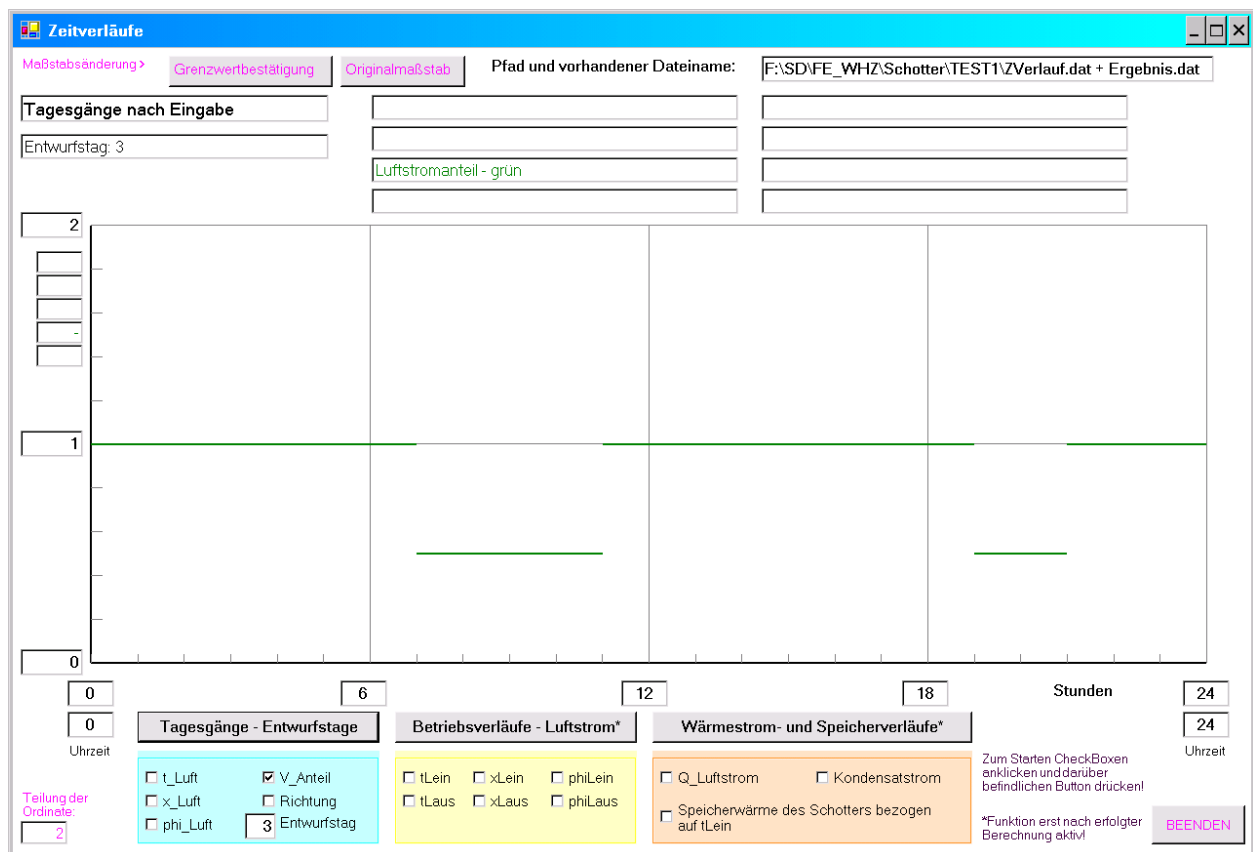 Zeitverläufe
Maßstabsänderung >
Grenzwertbestätigung
Originalmaßstab
Pfad und vorhandener Dateiname:
F:\SD\FE_WHZ\Schotter\TEST1\ZVerlauf.dat + Ergebnis.dat
Tagesgänge nach Eingabe
Entwurfstag: 3
Luftstromanteil - grün
2
-
1
0
0
6
12
18
Stunden
24
0
24
Uhrzeit
Uhrzeit
Tagesgänge - Entwurfstage
Betriebsverläufe - Luftstrom*
Wärmestrom- und Speicherverläufe*
t_Luft
V_Anteil
x_Luft
Richtung
phi_Luft
3
Entwurfstag
tLein
xLein
phiLein
tLaus
xLaus
phiLaus
Q_Luftstrom
Kondensatstrom
Speicherwärme des Schotters bezogen
auf tLein
Zum Starten CheckBoxen
anklicken und darüber
befindlichen Button drücken!
*Funktion erst nach erfolgter
Berechnung aktiv!
Teilung der
Ordinate:
2
BEENDEN